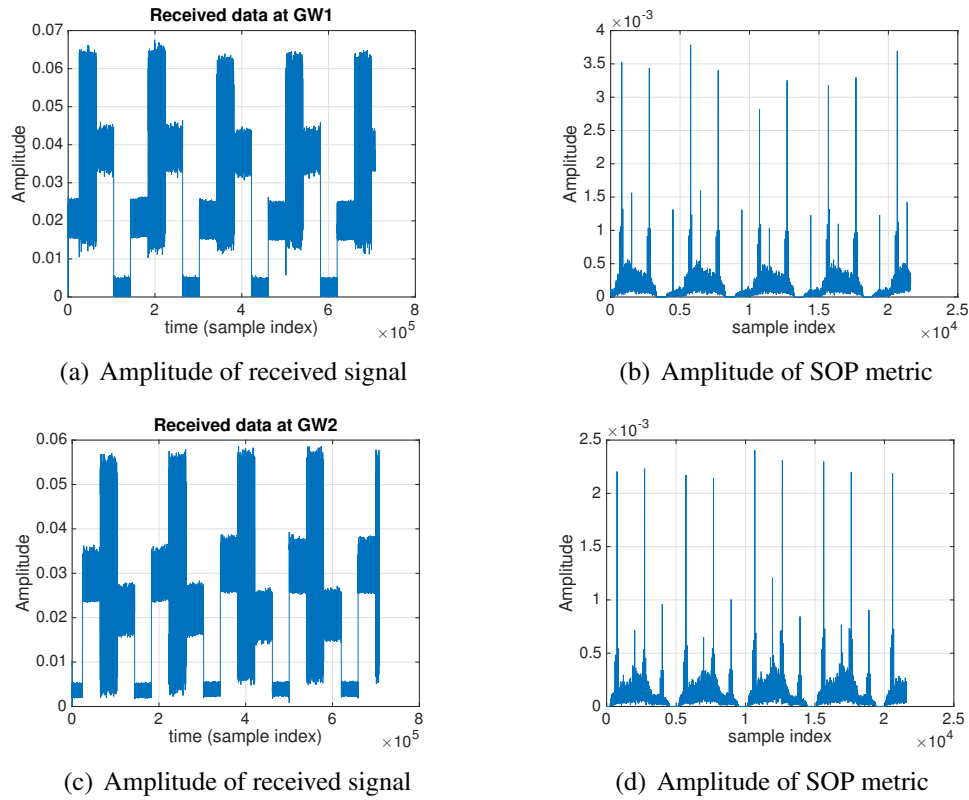 Received data at GW1
0.07
0.06
0.05
0.04
0.03
0.02
0.01
0
Amplitude
0 2 4 6 8
time (sample index)
×10^5
(a) Amplitude of received signal
×10^-3
4
3.5
3
2.5
2
1.5
1
0.5
0
Amplitude
0 0.5 1 1.5 2 2.5
sample index
×10^4
(b) Amplitude of SOP metric
Received data at GW2
0.06
0.05
0.04
0.03
0.02
0.01
0
Amplitude
0 2 4 6 8
time (sample index)
×10^5
(c) Amplitude of received signal
×10^-3
2.5
2
1.5
1
0.5
0
Amplitude
0 0.5 1 1.5 2 2.5
sample index
×10^4
(d) Amplitude of SOP metric